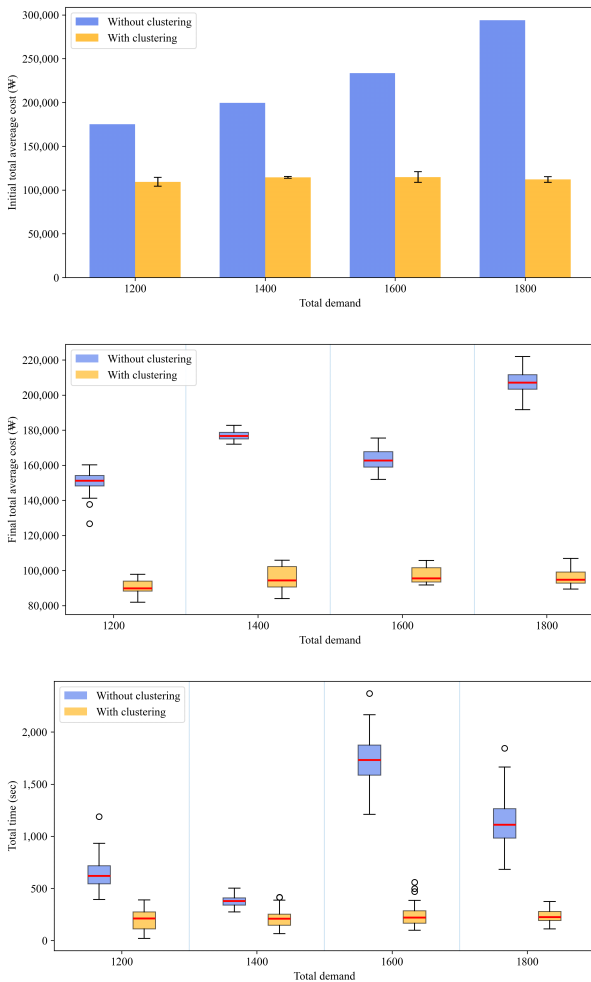 300,000
250,000
200,000
150,000
100,000
50,000
0
Initial total avereage cost (₩)
Without clustering
With clustering
1200 1400 1600 1800
Total demand
220,000
200,000
180,000
160,000
140,000
120,000
100,000
80,000
Final total average cost (₩)
Without clustering
With clustering
1200 1400 1600 1800
Total demand
2,000
1,500
1,000
500
0
Total time (sec)
Without clustering
With clustering
1200 1400 1600 1800
Total demand